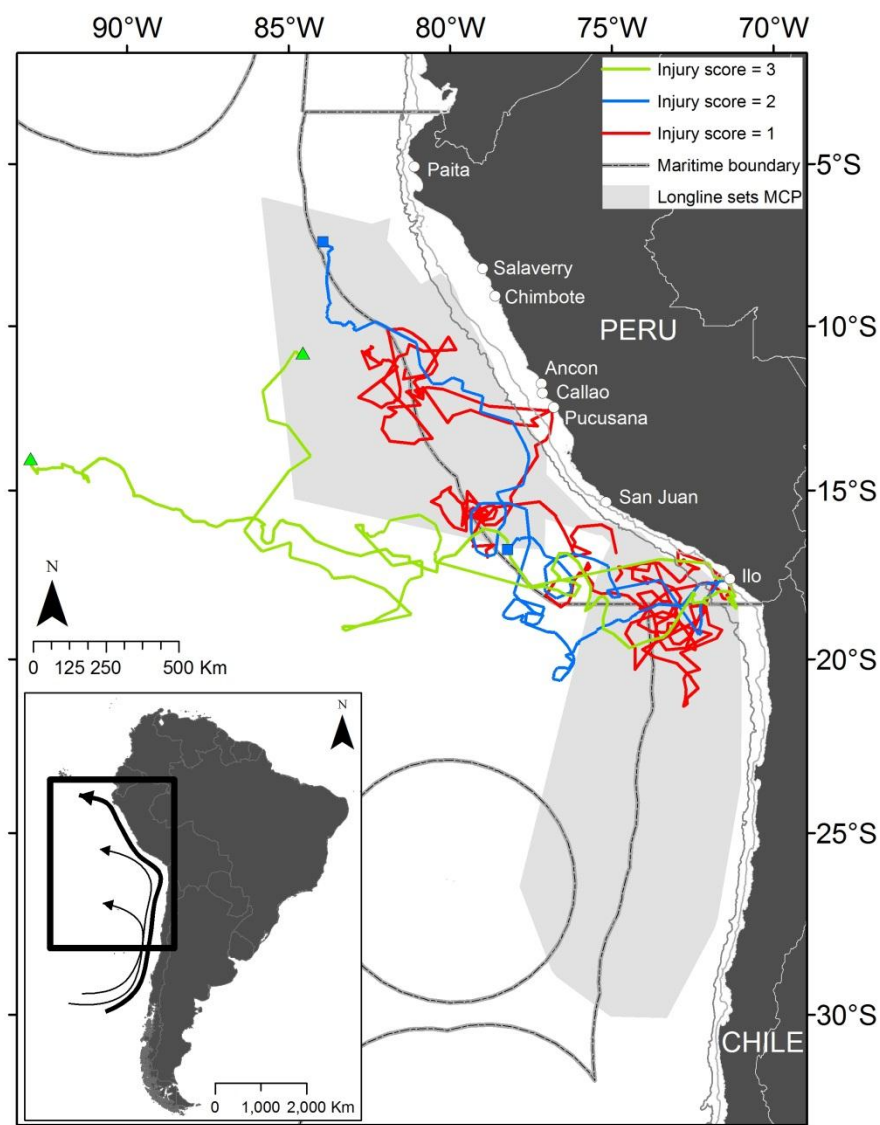 90°W 85°W 80°W 75°W 70°W
Injury score = 3
Injury score = 2
Injury score = 1
Maritime boundary
Longline sets MCP
5°S
Paita
Salaverry
Chimbote
10°S
PERU
Ancon
Callao
Pucusana
15°S
San Juan
Ilo
N
0 125 250 500 Km
20°S
25°S
30°S
CHILE
N
0 1,000 2,000 Km